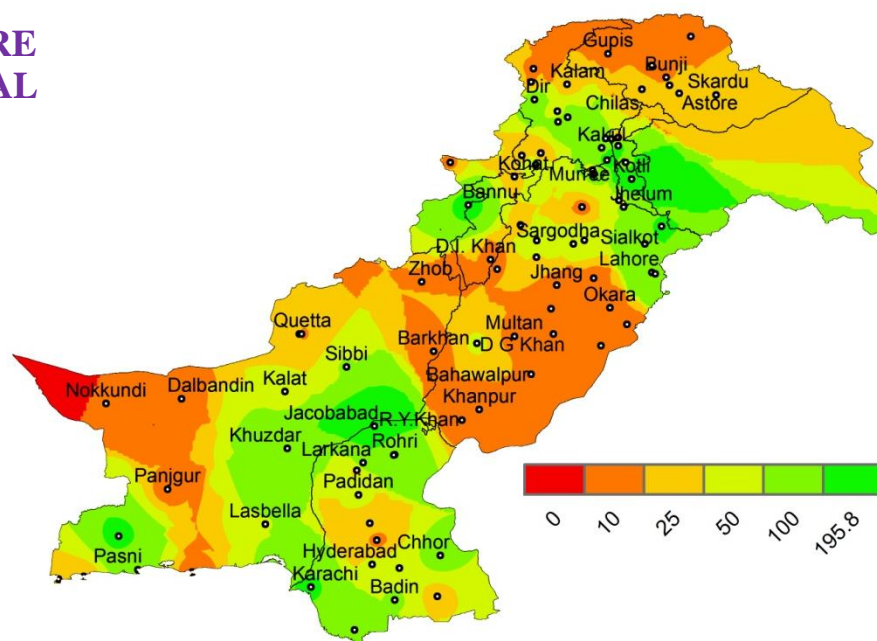 RE
AL
Gupis
Bunji
Kalam
Skardu
Dir
Astore
Chilas
Kakul
Kohat
Kotli
Murree
Bannu
Jhelum
Sargodha
Sialkot
D.I. Khan
Lahore
Zhob
Jhang
Okara
Quetta
Multan
Barkhan
D G Khan
Sibbi
Bahawalpur
Nokkundi
Dalbandin
Kalat
Khanpur
Jacobabad
R.Y.Khan
Khuzdar
Rohri
Larkana
Padidan
Panjgur
Lasbella
Pasni
Hyderabad
Chhor
Karachi
Badin
0 10 25 50 100 195.8